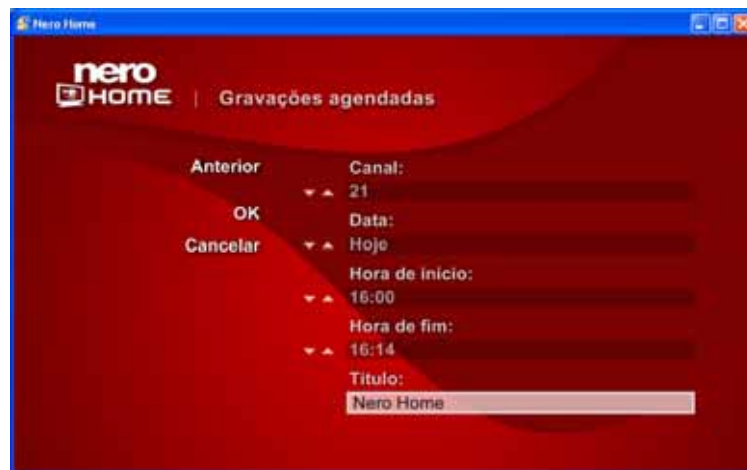 Nero Home
nero
HOME | Gravações agendadas
Anterior
OK
Cancelar
Canal:
21
Data:
Hoje
Hora de início:
16:00
Hora de fim:
16:14
Título:
Nero Home